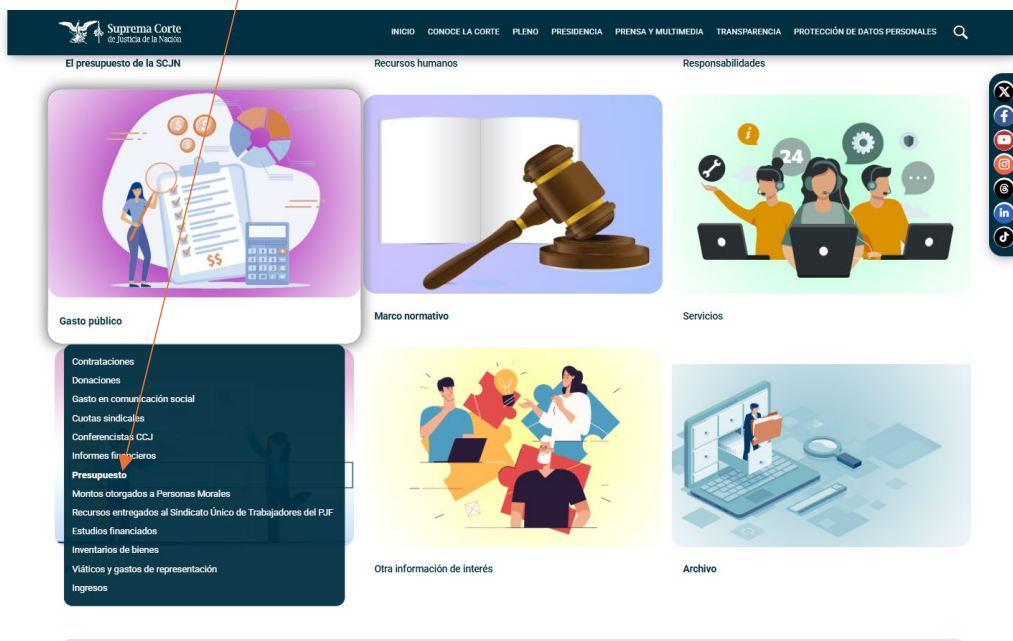 Suprema Corte
de Justicia de la Nación
INICIO CONOCE LA CORTE PLENO PRESIDENCIA PRENSA Y MULTIMEDIA TRANSPARENCIA PROTECCIÓN DE DATOS PERSONALES
El presupuesto de la SCJN
Recursos humanos
Responsabilidades
24
$$
Gasto público
Marco normativo
Servicios
Contrataciones
Donaciones
Gasto en comunicación social
Cuotas sindicales
Conferencistas CCJ
Informes financieros
Presupuesto
Montos otorgados a Personas Morales
Recursos entregados al Sindicato Único de Trabajadores del PJF
Estudios financiados
Inventarios de bienes
Viáticos y gastos de representación
Ingresos
Otra información de interés
Archivo